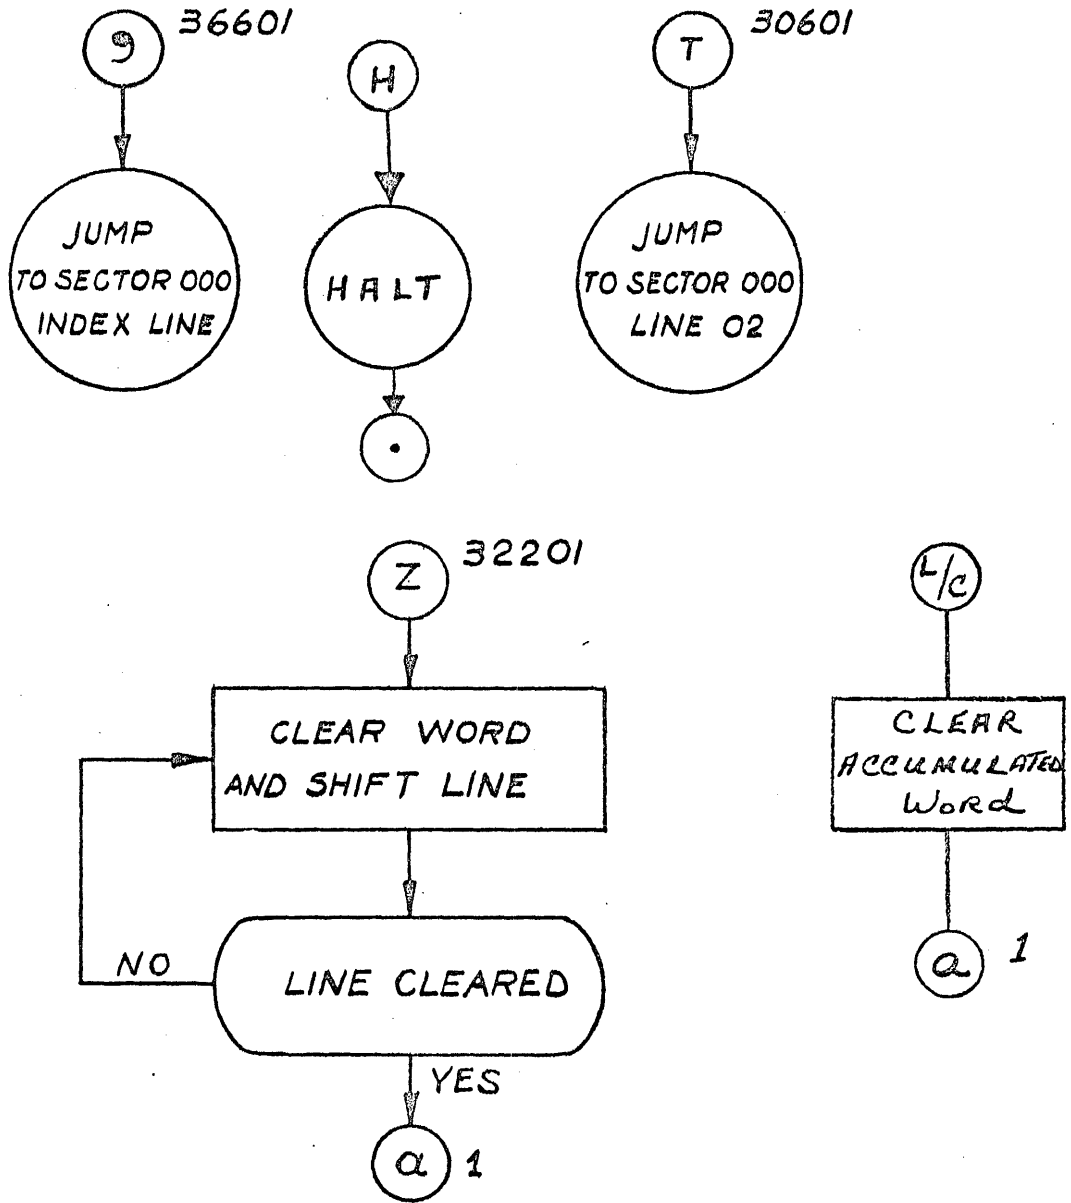 9 36601
JUMP
TO SECTOR 000
INDEX LINE
H
HALT
T 30601
JUMP
TO SECTOR 000
LINE 02
Z 32201
CLEAR WORD
AND SHIFT LINE
NO
LINE CLEARED
YES
a 1
L/C
CLEAR
ACCUMULATED
WORD
a 1